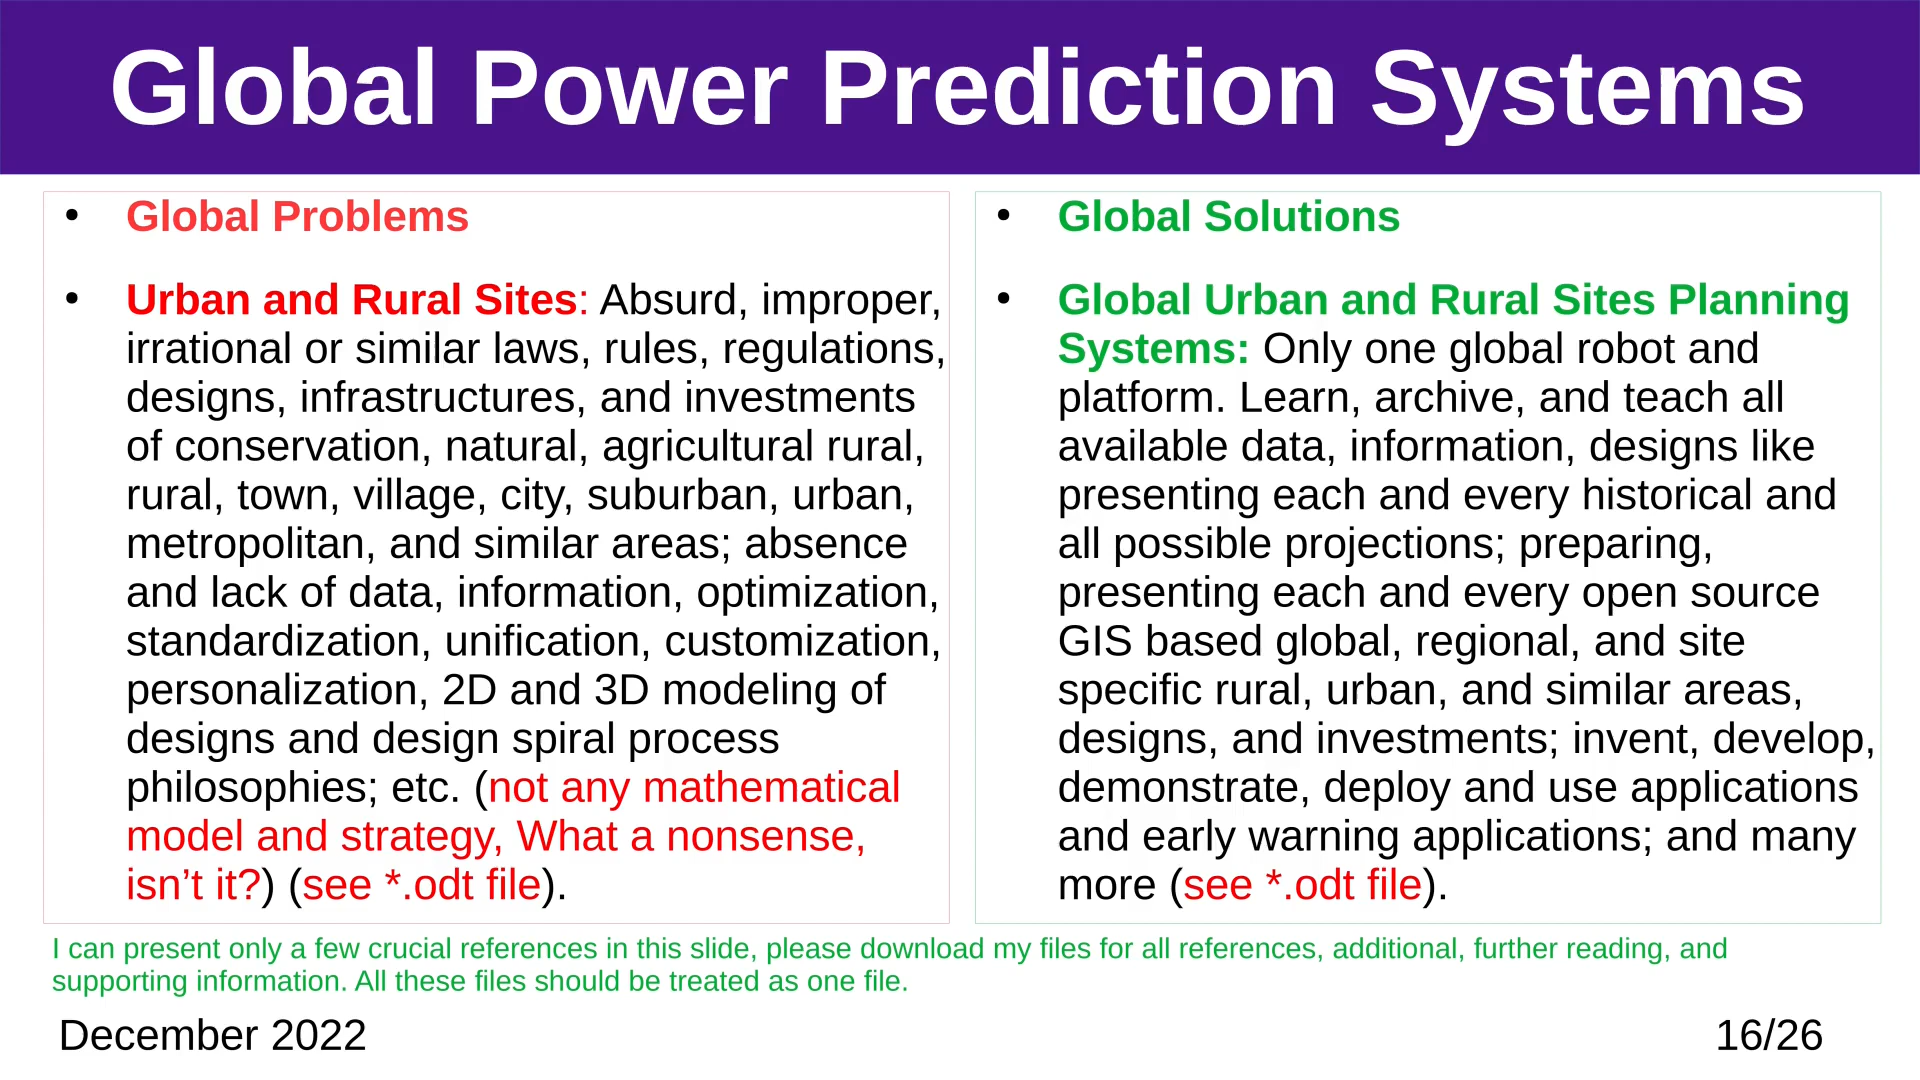 Global Power Prediction Systems
• Global Problems
• Urban and Rural Sites: Absurd, improper,
irrational or similar laws, rules, regulations,
designs, infrastructures, and investments
of conservation, natural, agricultural rural,
rural, town, village, city, suburban, urban,
metropolitan, and similar areas; absence
and lack of data, information, optimization,
standardization, unification, customization,
personalization, 2D and 3D modeling of
designs and design spiral process
philosophies; etc. (not any mathematical
model and strategy, What a nonsense,
isn’t it?) (see *.odt file).
• Global Solutions
• Global Urban and Rural Sites Planning
Systems: Only one global robot and
platform. Learn, archive, and teach all
available data, information, designs like
presenting each and every historical and
all possible projections; preparing,
presenting each and every open source
GIS based global, regional, and site
specific rural, urban, and similar areas,
designs, and investments; invent, develop,
demonstrate, deploy and use applications
and early warning applications; and many
more (see *.odt file).
I can present only a few crucial references in this slide, please download my files for all references, additional, further reading, and
supporting information. All these files should be treated as one file.
December 2022
16/26